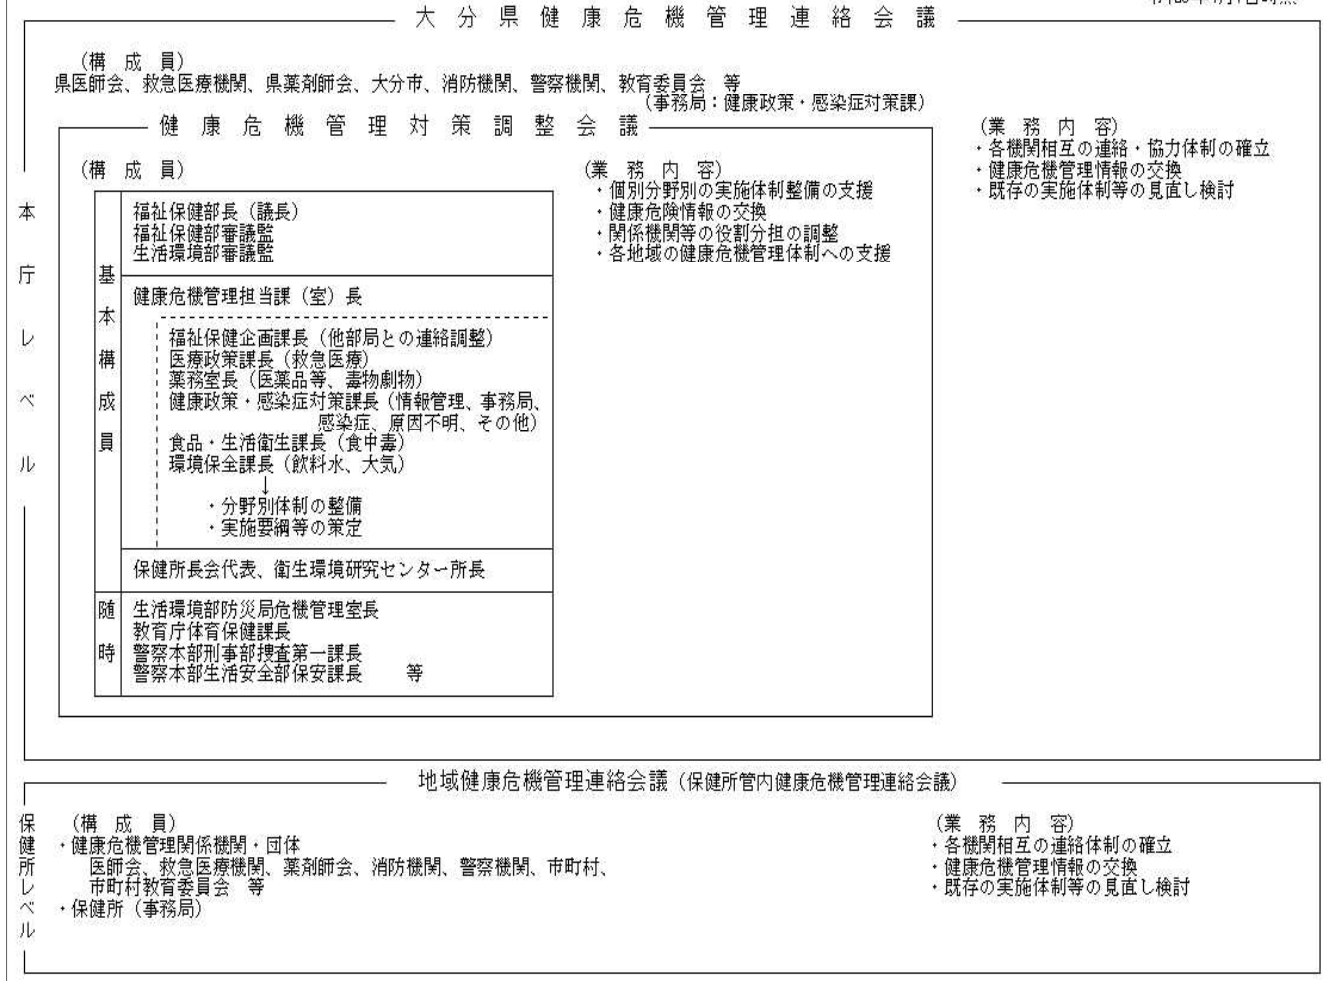 大分県健康危機管理連絡会議
（構成員）
県医師会、救急医療機関、県薬剤師会、大分市、消防機関、警察機関、教育委員会　等
（事務局：健康政策・感染症対策課）
健康危機管理対策調整会議
（業務内容）
・各機関相互の連絡・協力体制の確立
・健康危機管理情報の交換
・既存の実施体制等の見直し検討
（構成員）
（業務内容）
・個別分野別の実施体制整備の支援
・健康危険情報の交換
・関係機関等の役割分担の調整
・各地域の健康危機管理体制への支援
本庁レベル
基本構成員
福祉保健部長（議長）
福祉保健部審議監
生活環境部審議監
健康危機管理担当課（室）長
福祉保健企画課長（他部局との連絡調整）
医療政策課長（救急医療）
薬務室長（医薬品等、毒物劇物）
健康政策・感染症対策課長（情報管理、事務局、
感染症、原因不明、その他）
食品・生活衛生課長（食中毒）
環境保全課長（飲料水、大気）
↓
・分野別体制の整備
・実施要綱等の策定
保健所長会代表、衛生環境研究センター所長
随時
生活環境部防災局危機管理室長
教育庁体育保健課長
警察本部刑事部捜査第一課長
警察本部生活安全部保安課長　　等
地域健康危機管理連絡会議（保健所管内健康危機管理連絡会議）
保健所レベル
（構成員）
・健康危機管理関係機関・団体
医師会、救急医療機関、薬剤師会、消防機関、警察機関、市町村、
市町村教育委員会　等
・保健所（事務局）
（業務内容）
・各機関相互の連絡体制の確立
・健康危機管理情報の交換
・既存の実施体制等の見直し検討